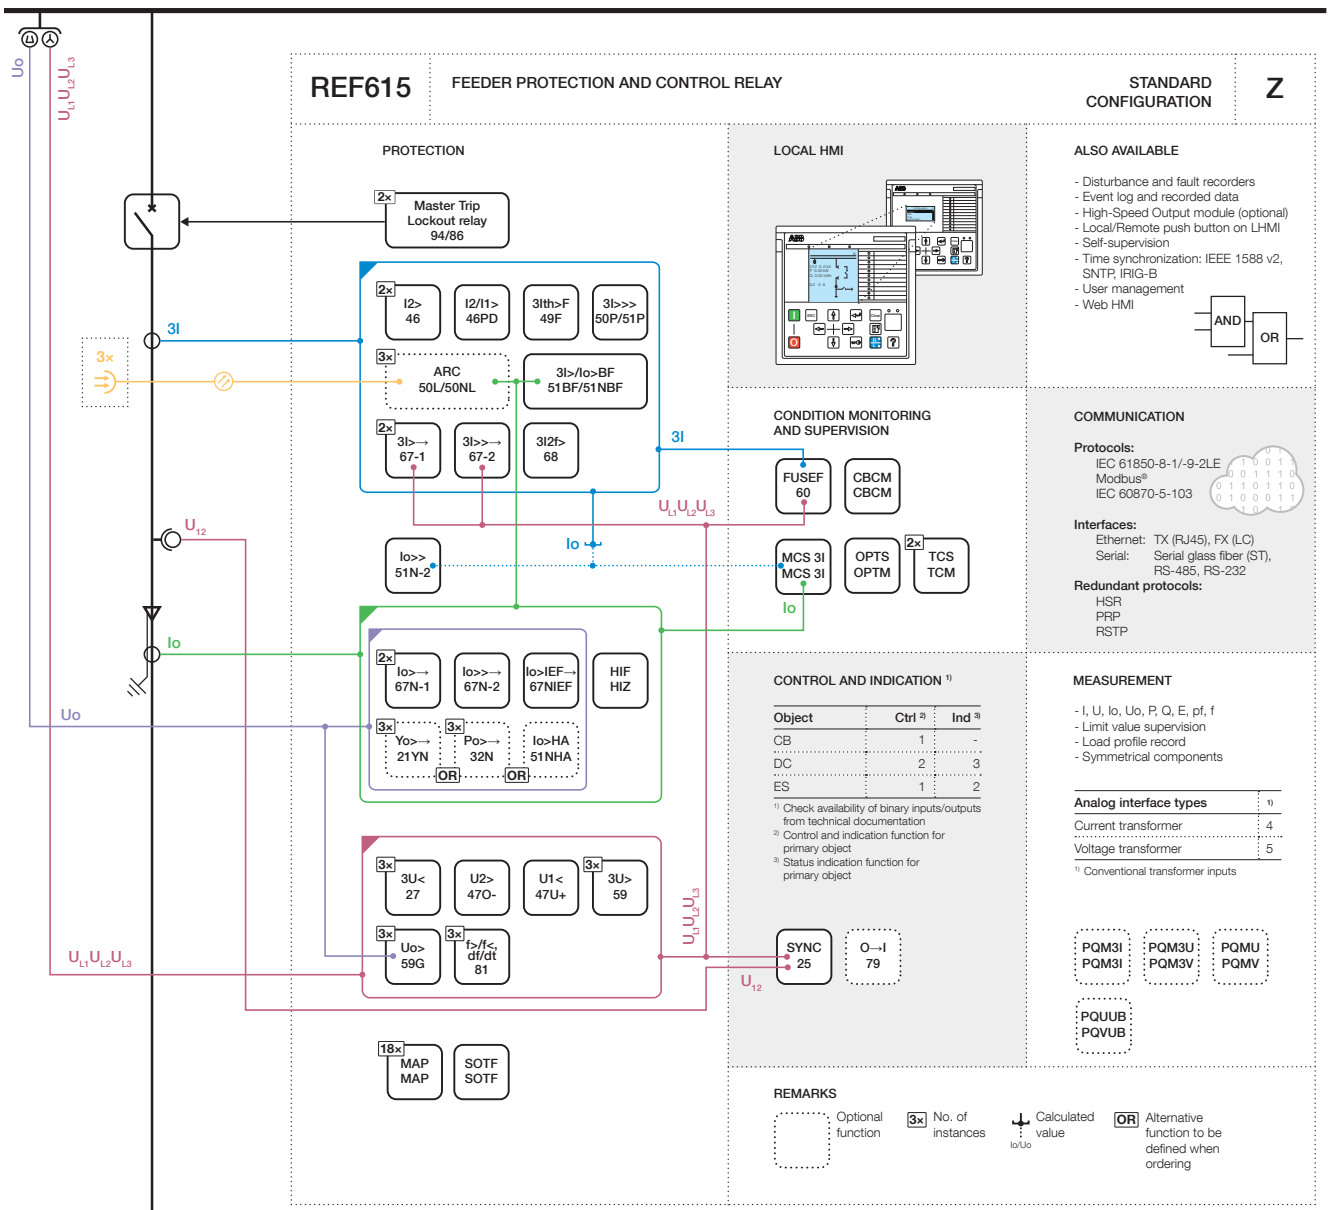 REF615
FEEDER PROTECTION AND CONTROL RELAY
STANDARD
CONFIGURATION
Z
Uo
UL1UL2UL3
PROTECTION
2×
Master Trip
Lockout relay
94/86
3I
3×
2×
I2>
46
I2/I1>
46PD
3Ith>F
49F
3I>>>
50P/51P
3×
ARC
50L/50NL
3I>/Io>BF
51BF/51NBF
2×
3I>→
67-1
3I>>→
67-2
3I2f>
68
3I
UL1UL2UL3
U12
Io
Io>>
51N-2
Io
2×
Io>→
67N-1
Io>>→
67N-2
Io>IEF→
67NIEF
HIF
HIZ
Uo
3×
Yo>→
21YN
OR
3×
Po>→
32N
OR
Io>HA
51NHA
3×
3U<
27
U2>
47O-
U1<
47U+
3×
3U>
59
3×
Uo>
59G
3×
f>/f<,
df/dt
81
UL1UL2UL3
UL1UL2UL3
U12
18×
MAP
MAP
SOTF
SOTF
LOCAL HMI
ABB
ABB
CONDITION MONITORING
AND SUPERVISION
FUSEF
60
CBCM
CBCM
MCS 3I
MCS 3I
OPTS
OPTM
2×
TCS
TCM
Io
CONTROL AND INDICATION 1)
Object Ctrl 2) Ind 3)
CB 1 -
DC 2 3
ES 1 2
1) Check availability of binary inputs/outputs
from technical documentation
2) Control and indication function for
primary object
3) Status indication function for
primary object
SYNC
25
O→I
79
ALSO AVAILABLE
- Disturbance and fault recorders
- Event log and recorded data
- High-Speed Output module (optional)
- Local/Remote push button on LHMI
- Self-supervision
- Time synchronization: IEEE 1588 v2,
SNTP, IRIG-B
- User management
- Web HMI
AND
OR
COMMUNICATION
Protocols:
IEC 61850-8-1/-9-2LE
Modbus®
IEC 60870-5-103
Interfaces:
Ethernet: TX (RJ45), FX (LC)
Serial: Serial glass fiber (ST),
RS-485, RS-232
Redundant protocols:
HSR
PRP
RSTP
MEASUREMENT
- I, U, Io, Uo, P, Q, E, pf, f
- Limit value supervision
- Load profile record
- Symmetrical components
Analog interface types 1)
Current transformer 4
Voltage transformer 5
1) Conventional transformer inputs
PQM3I
PQM3I
PQM3U
PQM3V
PQMU
PQMV
PQUUB
PQVUB
REMARKS
Optional
function
3×
No. of
instances
Io/Uo
Calculated
value
OR
Alternative
function to be
defined when
ordering